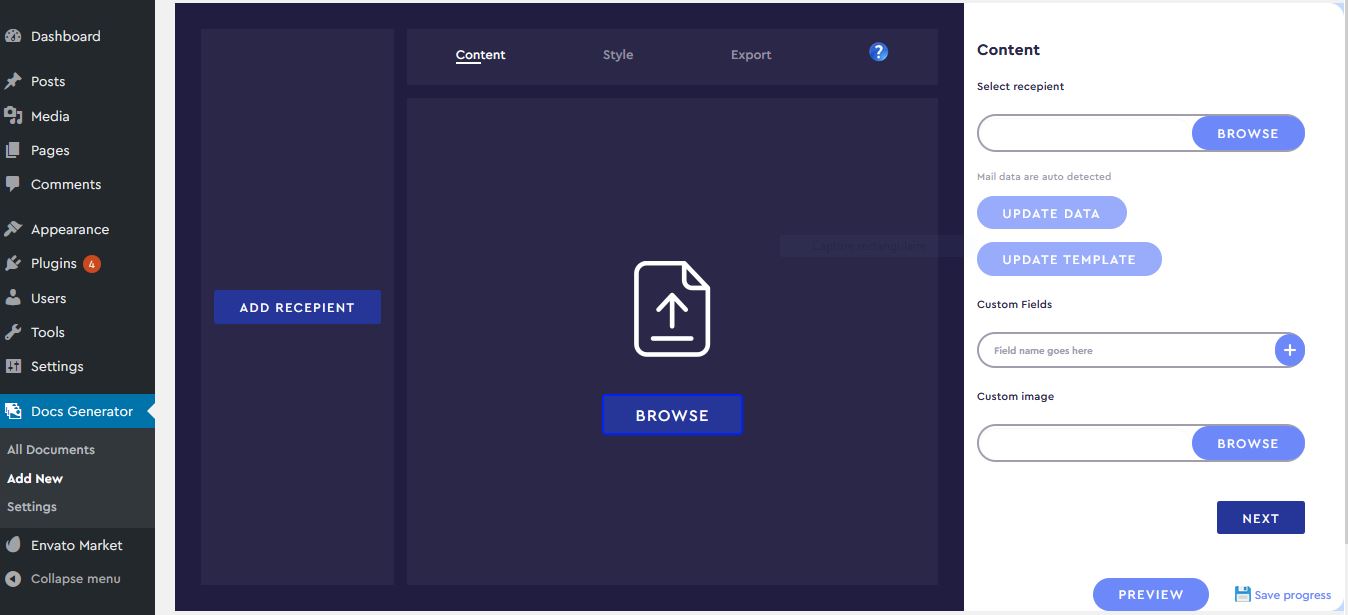 Dashboard
Posts
Media
Pages
Comments
Appearance
Plugins 4
Users
Tools
Settings
Docs Generator
All Documents
Add New
Settings
Envato Market
Collapse menu
ADD RECEPIENT
Content Style Export ?
Capture rectangulaire
BROWSE
Content
Select recepient
BROWSE
Mail data are auto detected
UPDATE DATA
UPDATE TEMPLATE
Custom Fields
Field name goes here +
Custom image
BROWSE
NEXT
PREVIEW Save progress